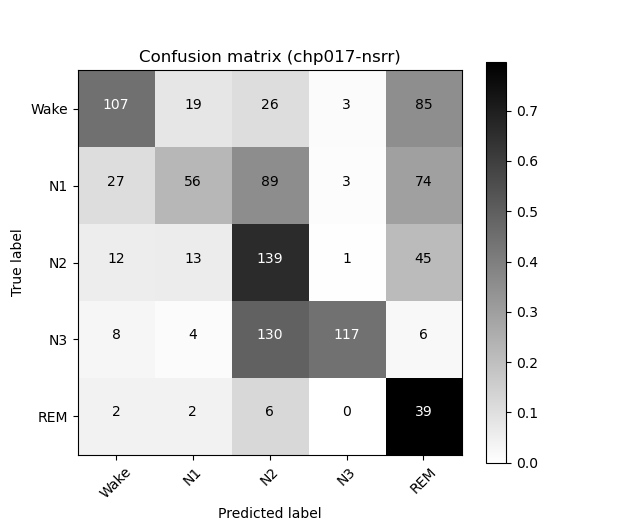 Confusion matrix (chp017-nsrr)
True label
Wake 107 19 26 3 85
N1 27 56 89 3 74
N2 12 13 139 1 45
N3 8 4 130 117 6
REM 2 2 6 0 39
Wake N1 N2 N3 REM
Predicted label
0.7
0.6
0.5
0.4
0.3
0.2
0.1
0.0